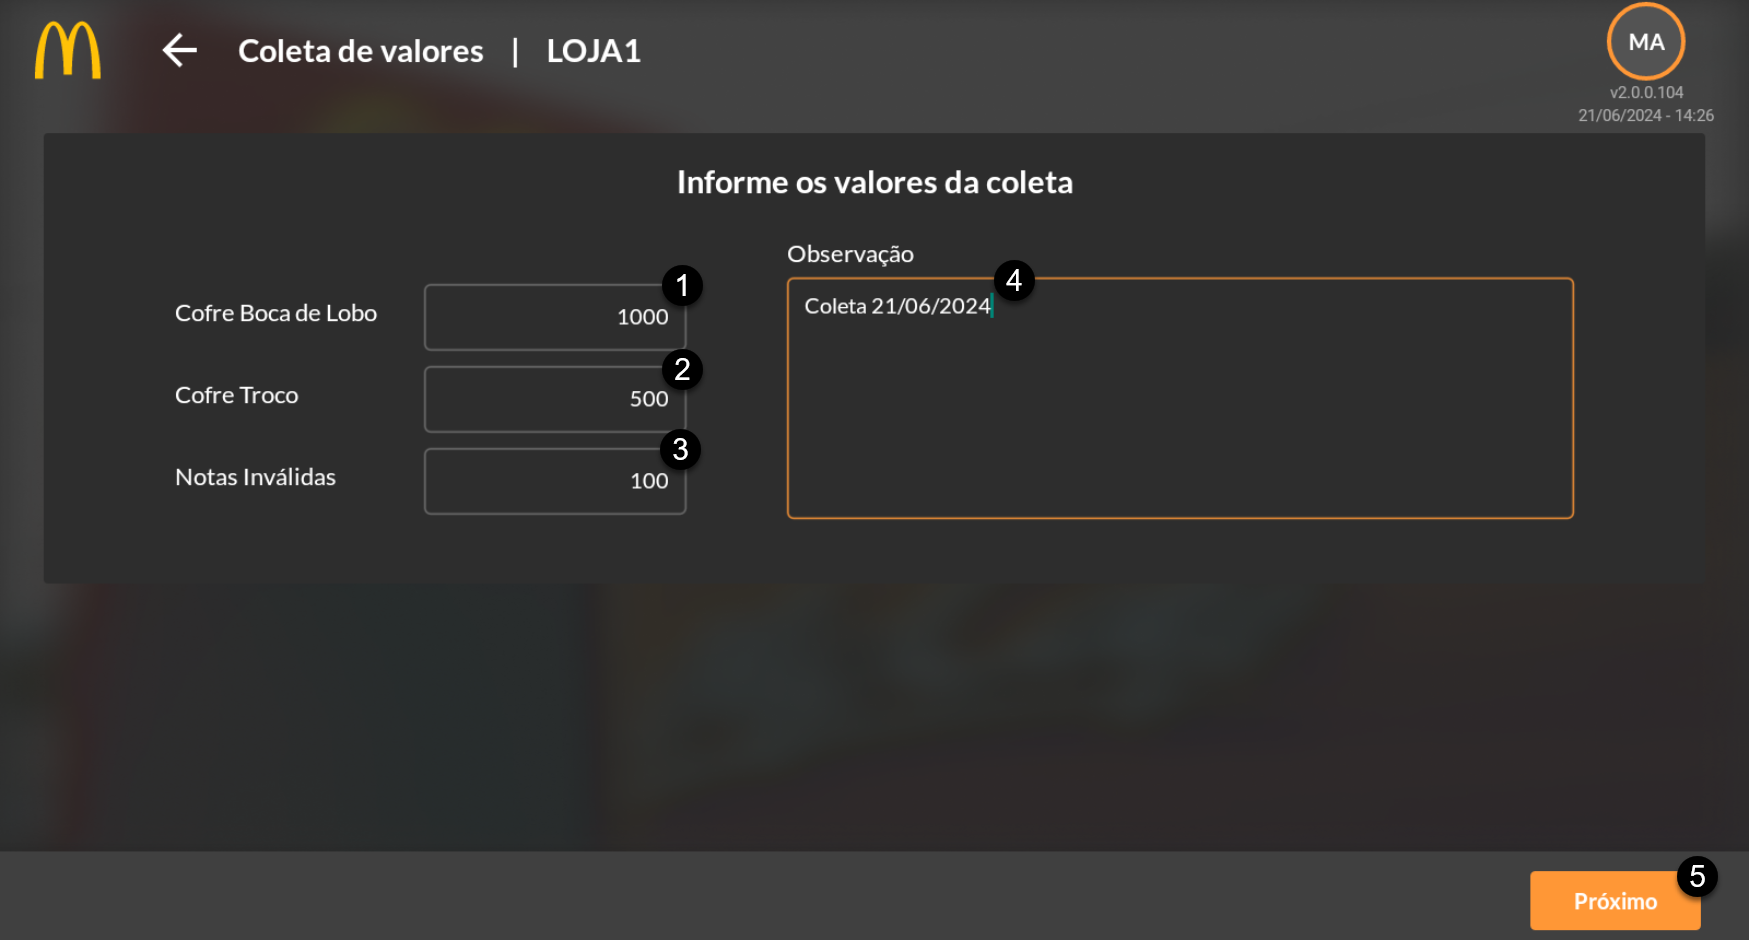 Coleta de valores | LOJA1
MA
v2.0.0.104
21/06/2024 - 14:26
Informe os valores da coleta
Cofre Boca de Lobo
1000
1
Cofre Troco
500
2
Notas Inválidas
100
3
Observação
Coleta 21/06/2024
4
Próximo
5